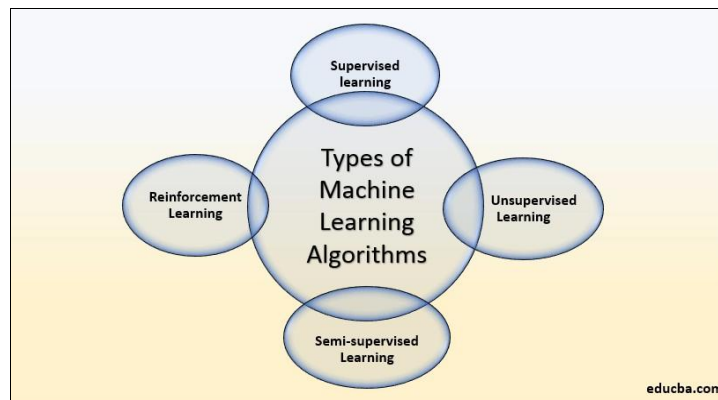 Supervised
learning
Types of
Machine
Learning
Algorithms
Reinforcement
Learning
Unsupervised
Learning
Semi-supervised
Learning
educba.com